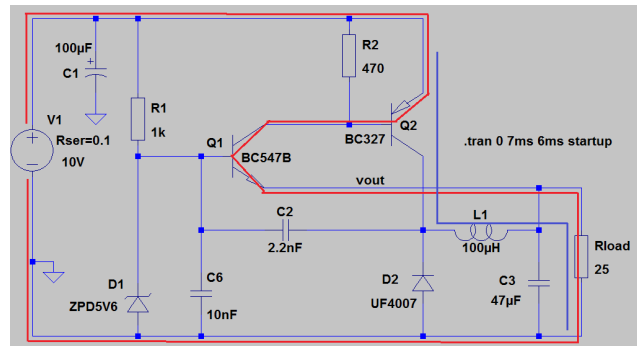 R2
470
100µF
+
C1
R1
1k
V1
Rser=0.1
10V
Q1
BC547B
Q2
BC327
.tran 0 7ms 6ms startup
vout
C2
2.2nF
L1
100µH
Rload
25
D1
ZPD5V6
C6
10nF
D2
UF4007
C3
47µF